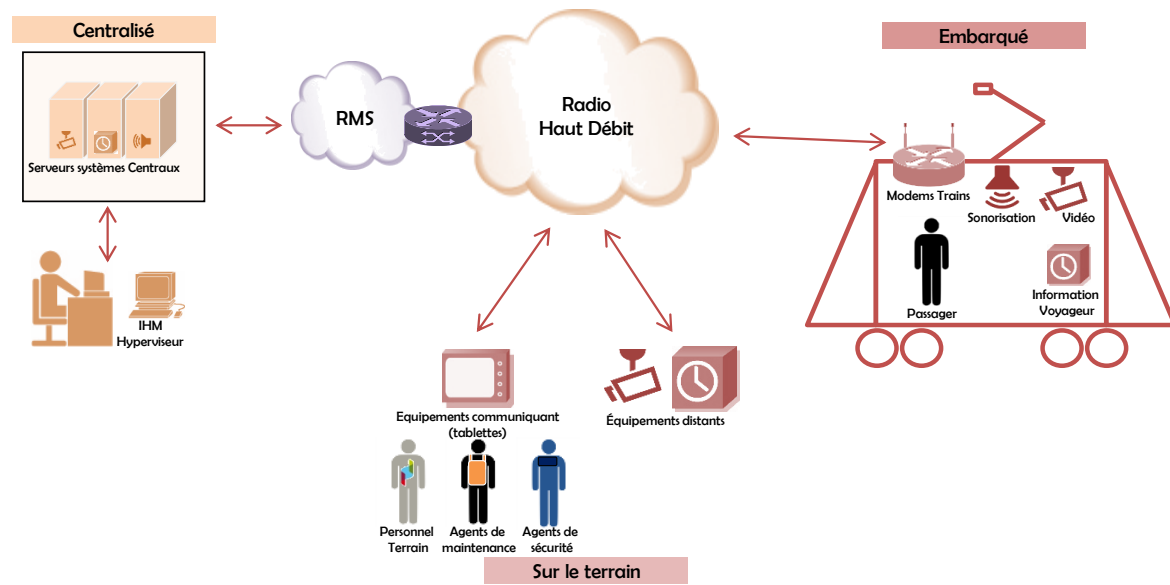 Centralisé
Serveurs systèmes Centraux
IHM
Hyperviseur
RMS
Radio
Haut Débit
Embarqué
Modems Trains
Sonorisation
Vidéo
Passager
Information
Voyageur
Equipements communiquant
(tablettes)
Équipements distants
Personnel
Terrain
Agents de
maintenance
Agents de
sécurité
Sur le terrain